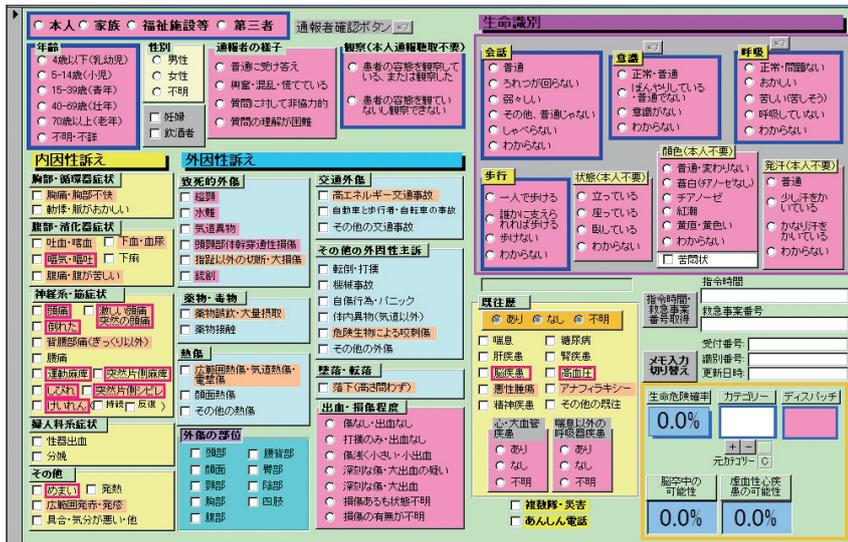 本人 家族 福祉施設等 第三者
通報者確認ボタン
年齢
4歳以下(乳幼児)
5-14歳(小児)
15-39歳(青年)
40-69歳(壮年)
70歳以上(老年)
不明・不詳
性別
男性
女性
不明
妊婦
飲酒者
通報者の様子
普通に受け答え
興奮・混乱・慌てている
質問に対して非協力的
質問の理解が困難
観察(本人通報聴取不要)
患者の容態を観察して
いる、または観察した
患者の容態を観てい
ないし観察できない
生命識別
会話
普通
ろれつが回らない
弱々しい
その他、普通じゃない
しゃべらない
わからない
意識
正常・普通
ぼんやりしている
・普通でない
意識がない
わからない
呼吸
正常・問題ない
おかしい
苦しい(苦しそう)
呼吸していない
わからない
歩行
一人で歩ける
誰かに支えら
れれば歩ける
歩けない
わからない
状態(本人不要)
立っている
座っている
臥している
わからない
顔色(本人不要)
普通・変わりない
蒼白(チアノーゼなし)
チアノーゼ
紅潮
黄疸・黄色い
わからない
苦悶状
発汗(本人不要)
普通
少し汗をか
いている
かなり汗を
かいている
わからない
内因性訴え
胸部・循環器症状
胸痛・胸部不快
動悸・脈がおかしい
腹部・消化器症状
吐血・喀血 下血・血尿
嘔気・嘔吐 下痢
腹痛・腹が苦しい
神経系・筋症状
頭痛 激しい頭痛
突然の頭痛
倒れた
背腰部痛(ぎっくり以外)
腰痛
運動麻痺 突然片側麻痺
しびれ 突然片側シビレ
けいれん( 持続 反復 )
婦人科系症状
性器出血
分娩
その他
めまい 発熱
広範囲発赤・発疹
具合・気分が悪い・他
外因性訴え
致死的外傷
縊頸
水難
気道異物
頭頸部体幹穿通性損傷
指趾以外の切断・大損傷
銃創
薬物・毒物
薬物誤飲・大量摂取
薬物接触
熱傷
広範囲熱傷・気道熱傷・
電撃傷
顔面熱傷
その他の熱傷
外傷の部位
頭部 腰背部
顔面 臀部
頸部 陰部
胸部 四肢
腹部
交通外傷
高エネルギー交通事故
自動車と歩行者・自転車の事故
その他の交通事故
その他の外因性主訴
転倒・打撲
機械事故
自傷行為・パニック
体内異物(気道以外)
危険生物による咬刺傷
その他の外傷
墜落・転落
落下(高さ問わず)
出血・損傷程度
傷なし・出血なし
打撲のみ・出血なし
傷浅く小さい・小出血
深刻な傷・大出血の疑い
深刻な傷・大出血
損傷あるも状態不明
損傷の有無が不明
既往歴
あり なし 不明
喘息 糖尿病
肝疾患 腎疾患
脳疾患 高血圧
悪性腫瘍 アナフィラキシー
精神疾患 その他の既往
心・大血管
疾患
あり
なし
不明
喘息以外の
呼吸器疾患
あり
なし
不明
複数隊・災害
あんしん電話
指令時間・
救急事案
番号取得
指令時間
救急事案番号
メモ入力
切り替え
受付番号:
識別番号:
更新日時:
生命危険確率
0.0%
カテゴリー
+ -
元カテゴリー C
ディスパッチ
脳卒中の
可能性
0.0%
虚血性心疾
患の可能性
0.0%